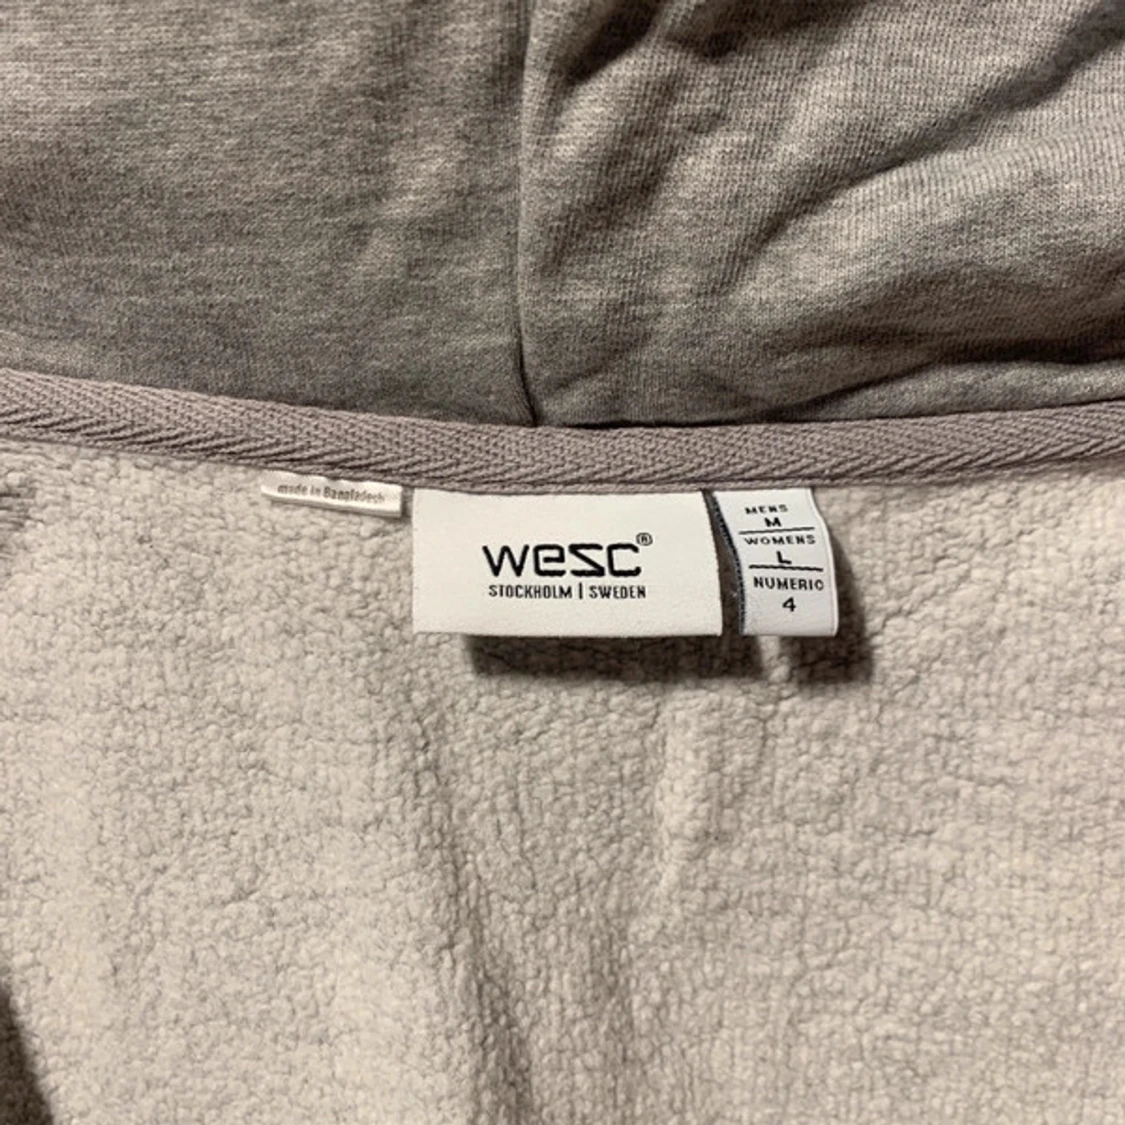 made in Bangladesh
wesc®
STOCKHOLM | SWEDEN
MENS
M
WOMENS
L
NUMERIC
4